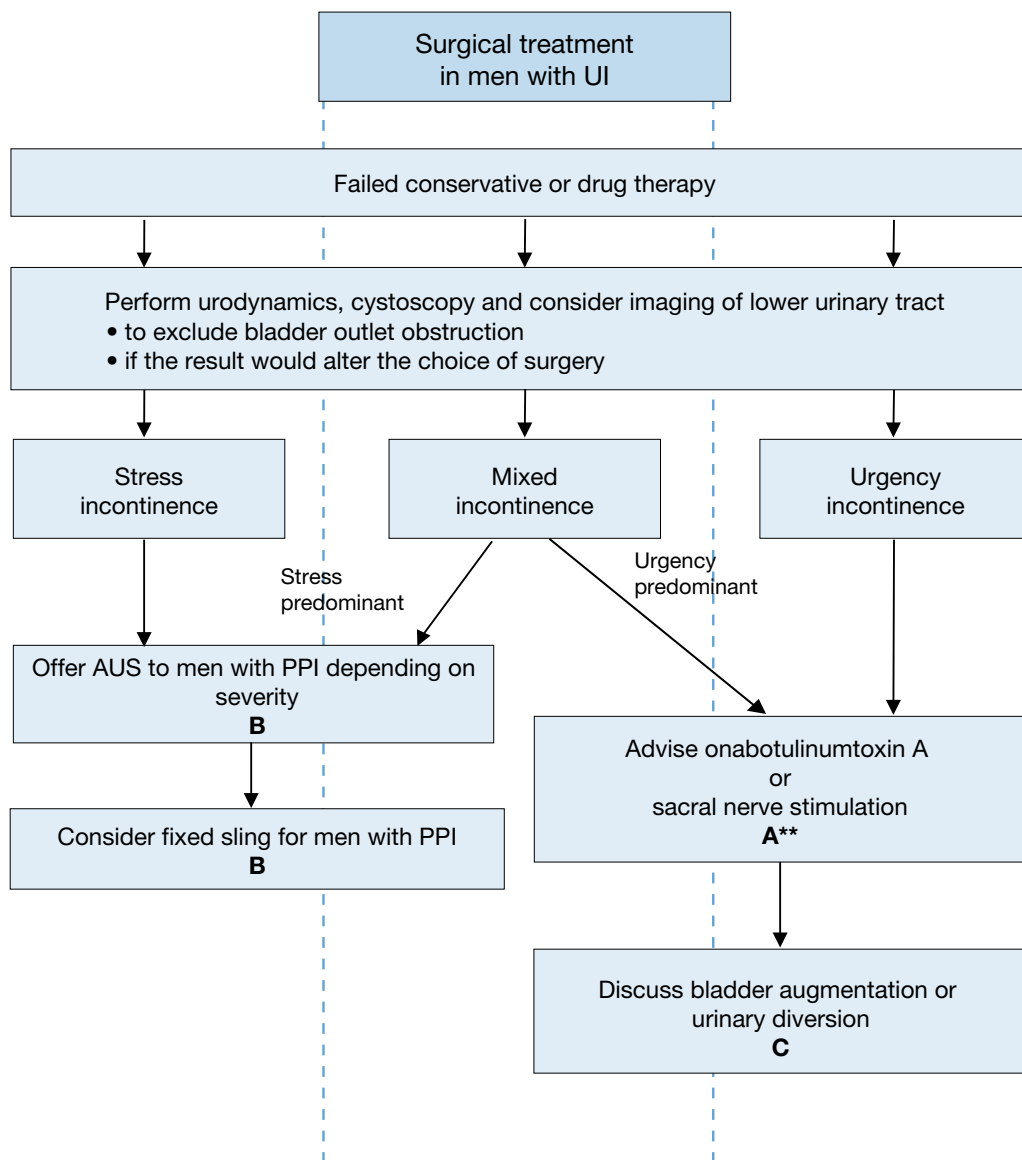 Surgical treatment
in men with UI
Failed conservative or drug therapy
Perform urodynamics, cystoscopy and consider imaging of lower urinary tract
• to exclude bladder outlet obstruction
• if the result would alter the choice of surgery
Stress
incontinence
Mixed
incontinence
Urgency
incontinence
Stress
predominant
Urgency
predominant
Offer AUS to men with PPI depending on
severity
B
Consider fixed sling for men with PPI
B
Advise onabotulinumtoxin A
or
sacral nerve stimulation
A**
Discuss bladder augmentation or
urinary diversion
C